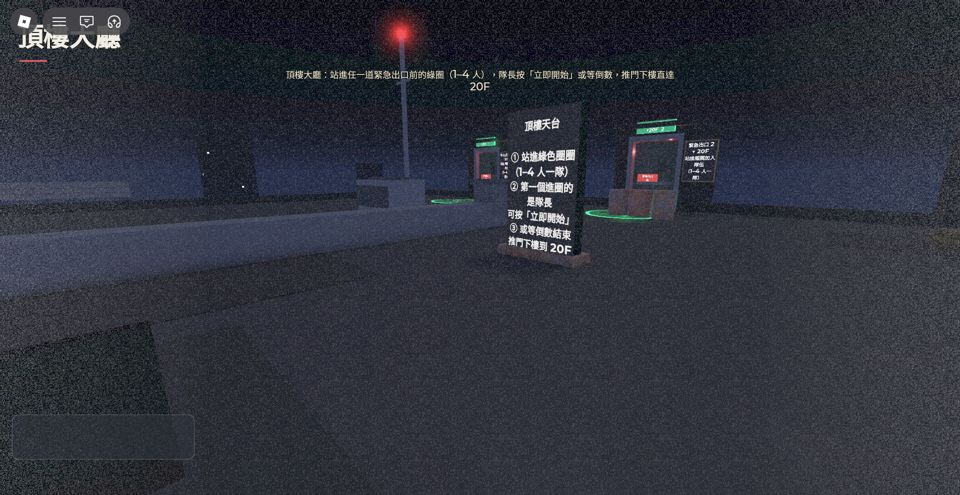 頂樓大廳
頂樓大廳：站進任一道緊急出口前的綠圈（1–4 人），隊長按「立即開始」或等倒數，推門下樓直達
20F
頂樓天台
① 站進綠色圈圈
（1–4 人一隊）
② 第一個進圈的
是隊長
可按「立即開始」
③ 或等倒數結束
推門下樓到 20F
緊急出口 2
▼ 20F